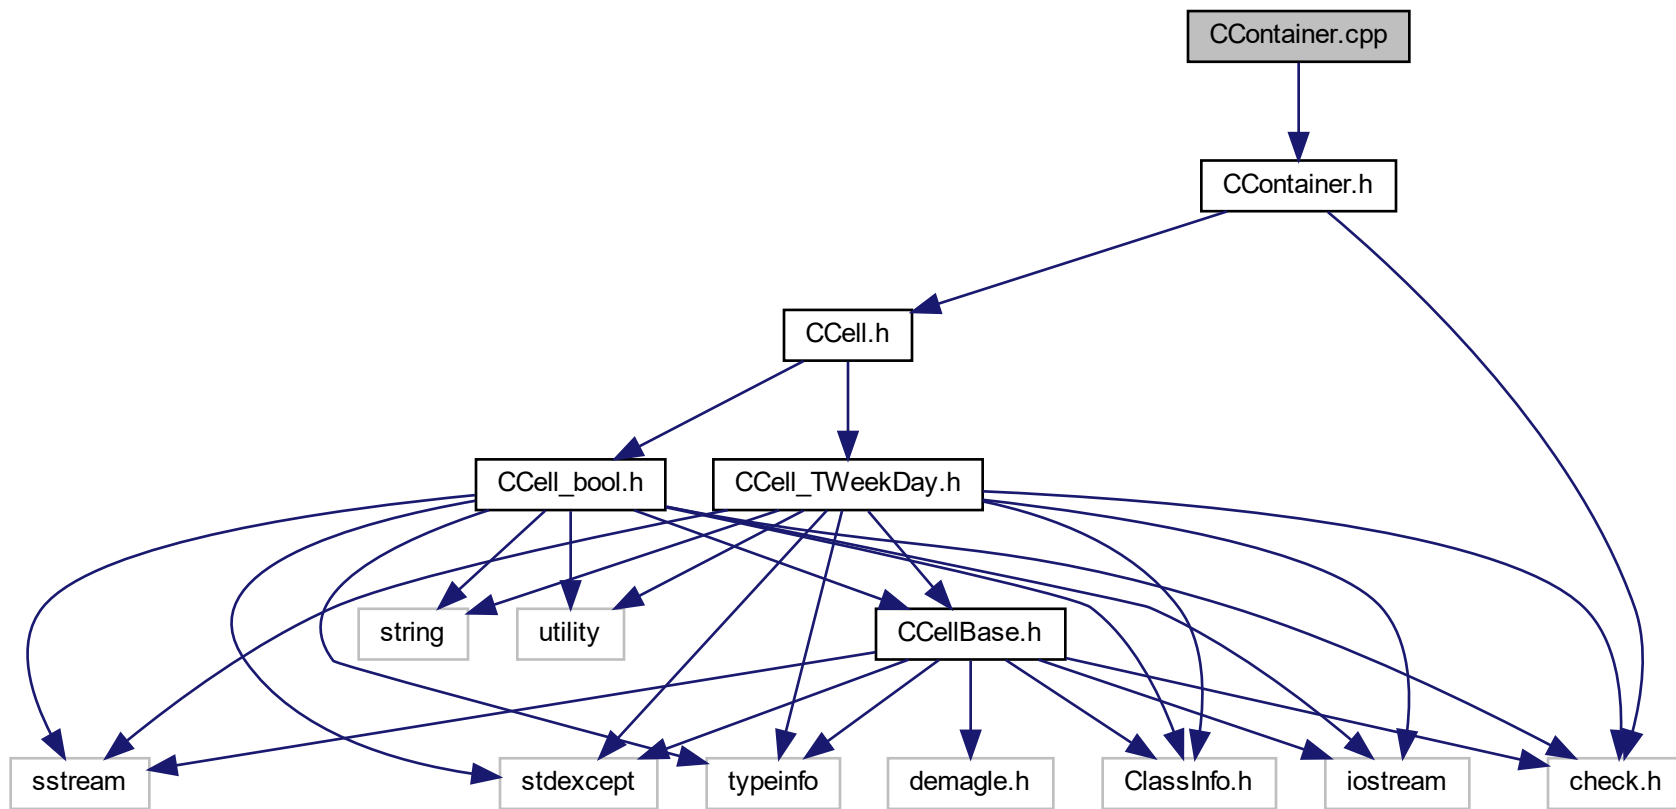 CContainer.cpp
CContainer.h
CCell.h
CCell_bool.h
CCell_TWeekDay.h
string
utility
CCellBase.h
sstream
stdexcept
typeinfo
demagle.h
ClassInfo.h
iostream
check.h